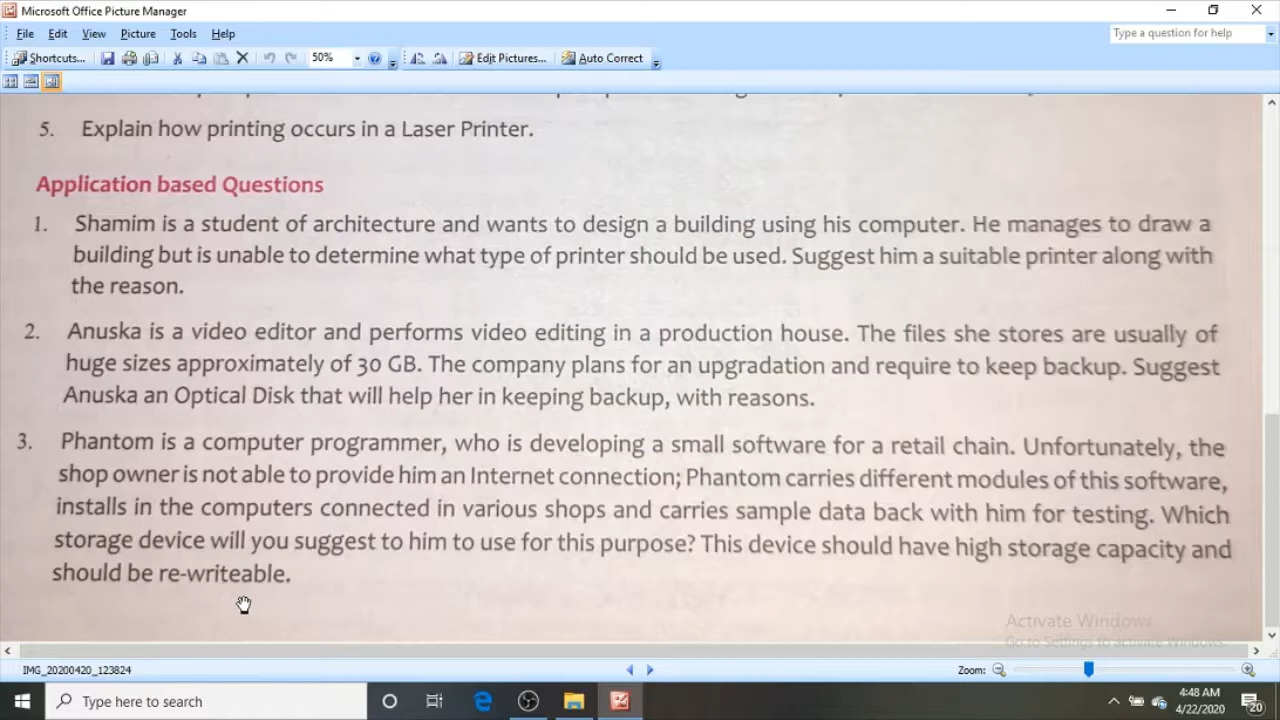 Microsoft Office Picture Manager
File Edit View Picture Tools Help
Type a question for help
Shortcuts... 50% Edit Pictures... Auto Correct
5. Explain how printing occurs in a Laser Printer.
Application based Questions
1. Shamim is a student of architecture and wants to design a building using his computer. He manages to draw a
building but is unable to determine what type of printer should be used. Suggest him a suitable printer along with
the reason.
2. Anuska is a video editor and performs video editing in a production house. The files she stores are usually of
huge sizes approximately of 30 GB. The company plans for an upgradation and require to keep backup. Suggest
Anuska an Optical Disk that will help her in keeping backup, with reasons.
3. Phantom is a computer programmer, who is developing a small software for a retail chain. Unfortunately, the
shop owner is not able to provide him an Internet connection; Phantom carries different modules of this software,
installs in the computers connected in various shops and carries sample data back with him for testing. Which
storage device will you suggest to him to use for this purpose? This device should have high storage capacity and
should be re-writeable.
Activate Windows
Go to Settings to activate Windows.
IMG_20200420_123824
Zoom:
Type here to search
4:48 AM
4/22/2020
20